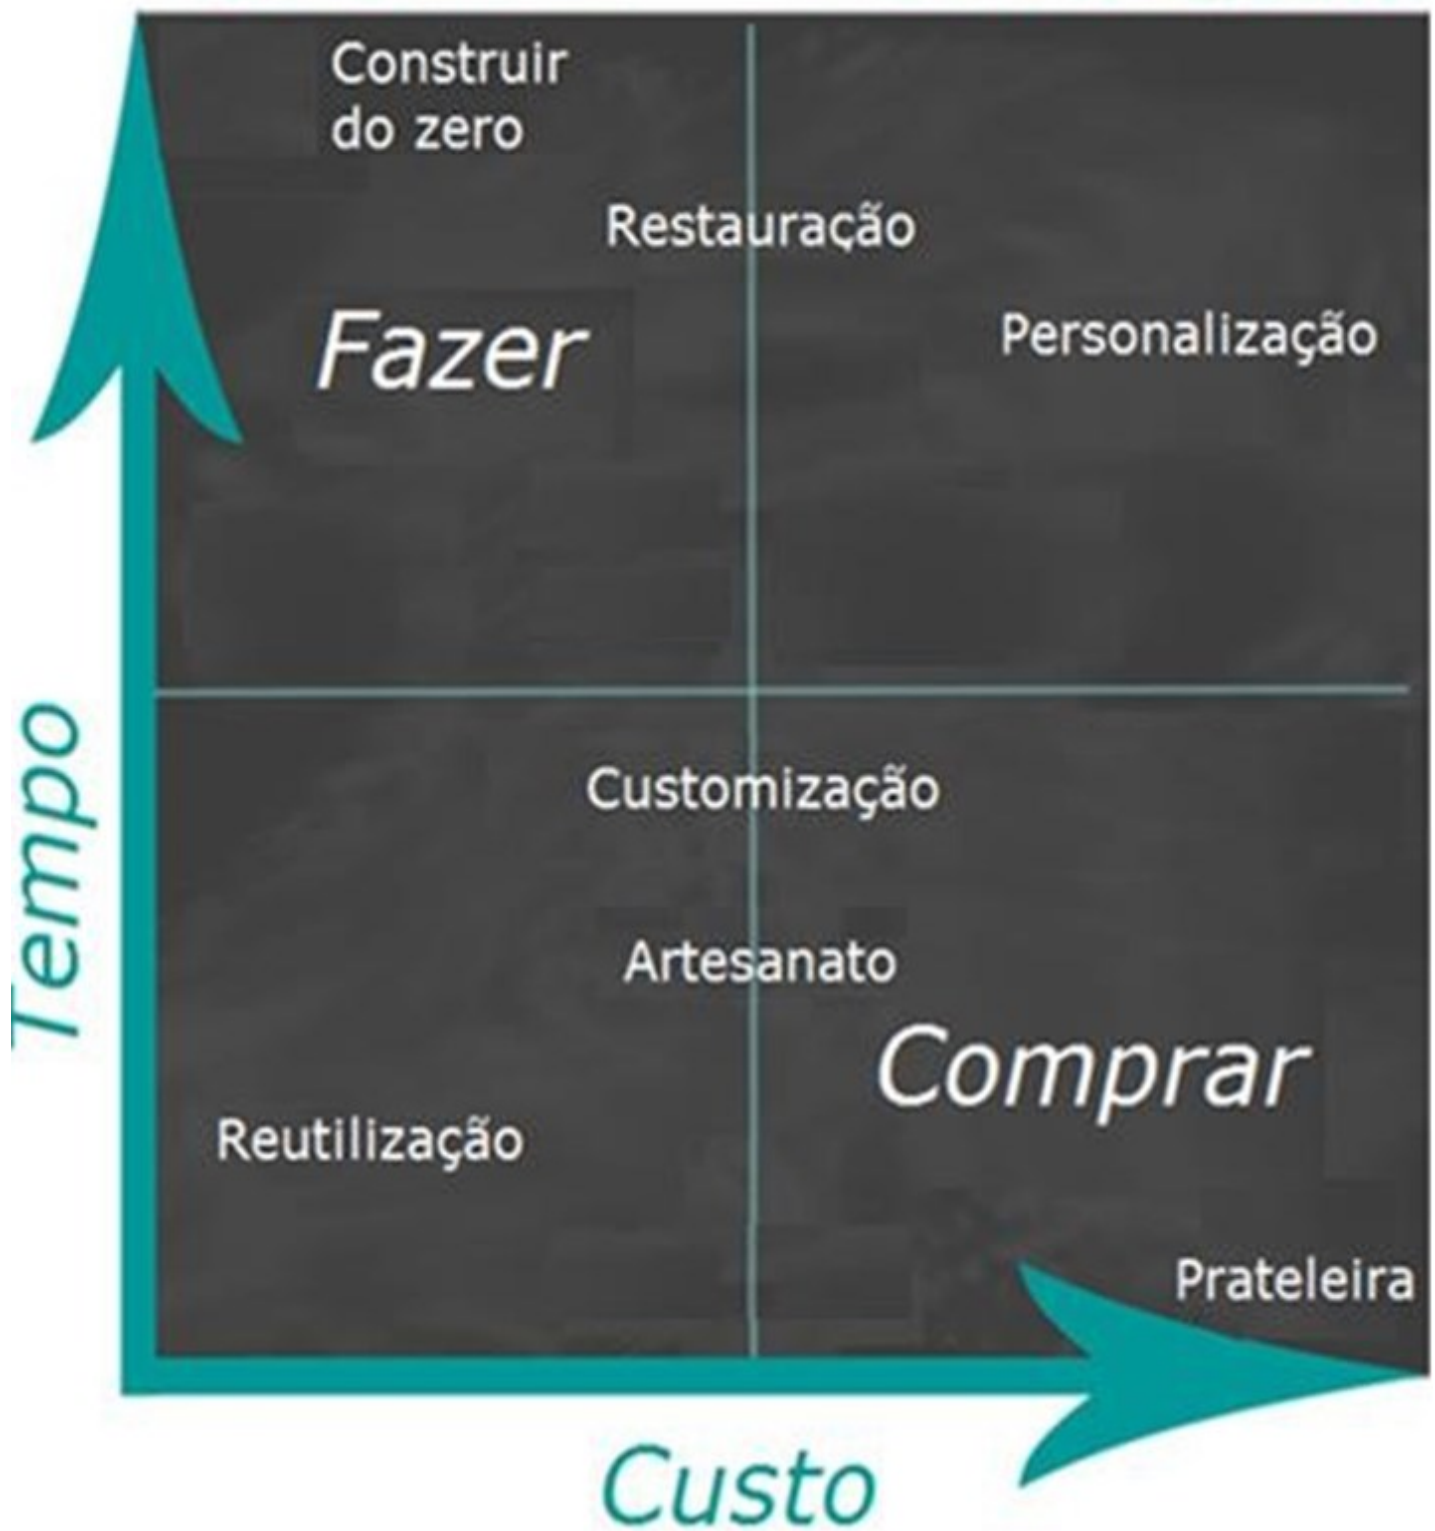 Construir
do zero
Restauração
Fazer
Personalização
Tempo
Customização
Artesanato
Comprar
Reutilização
Prateleira
Custo